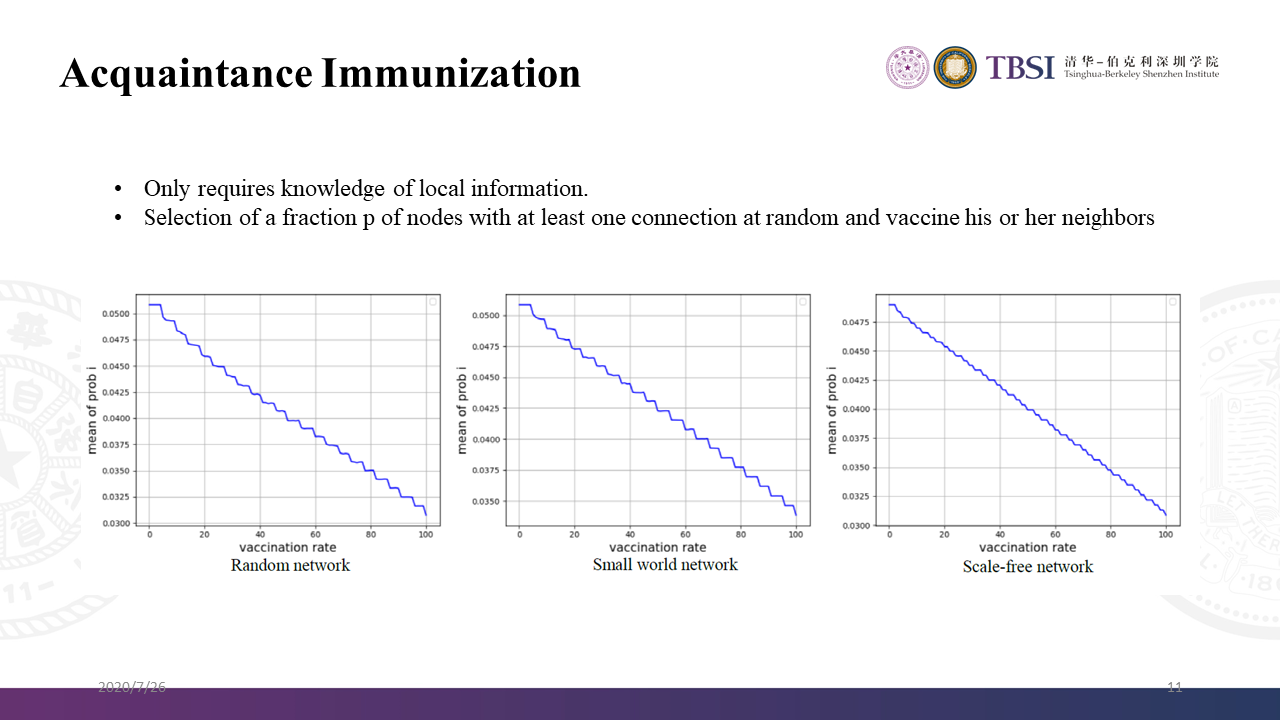 Acquaintance Immunization
TBSI
清华-伯克利深圳学院
Tsinghua-Berkeley Shenzhen Institute
• Only requires knowledge of local information.
• Selection of a fraction p of nodes with at least one connection at random and vaccine his or her neighbors
mean of prob i
0.0500
0.0475
0.0450
0.0425
0.0400
0.0375
0.0350
0.0325
0.0300
0 20 40 60 80 100
vaccination rate
Random network
mean of prob i
0.0500
0.0475
0.0450
0.0425
0.0400
0.0375
0.0350
0 20 40 60 80 100
vaccination rate
Small world network
mean of prob i
0.0475
0.0450
0.0425
0.0400
0.0375
0.0350
0.0325
0.0300
0 20 40 60 80 100
vaccination rate
Scale-free network
2020/7/26
11